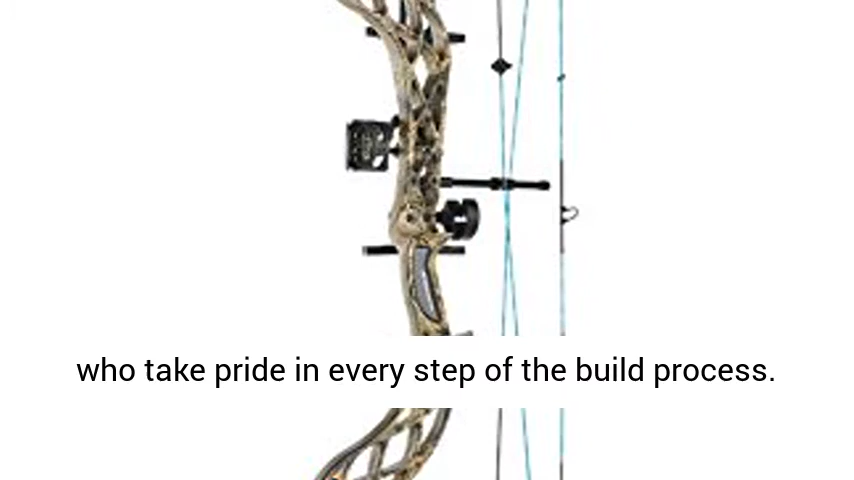 who take pride in every step of the build process.